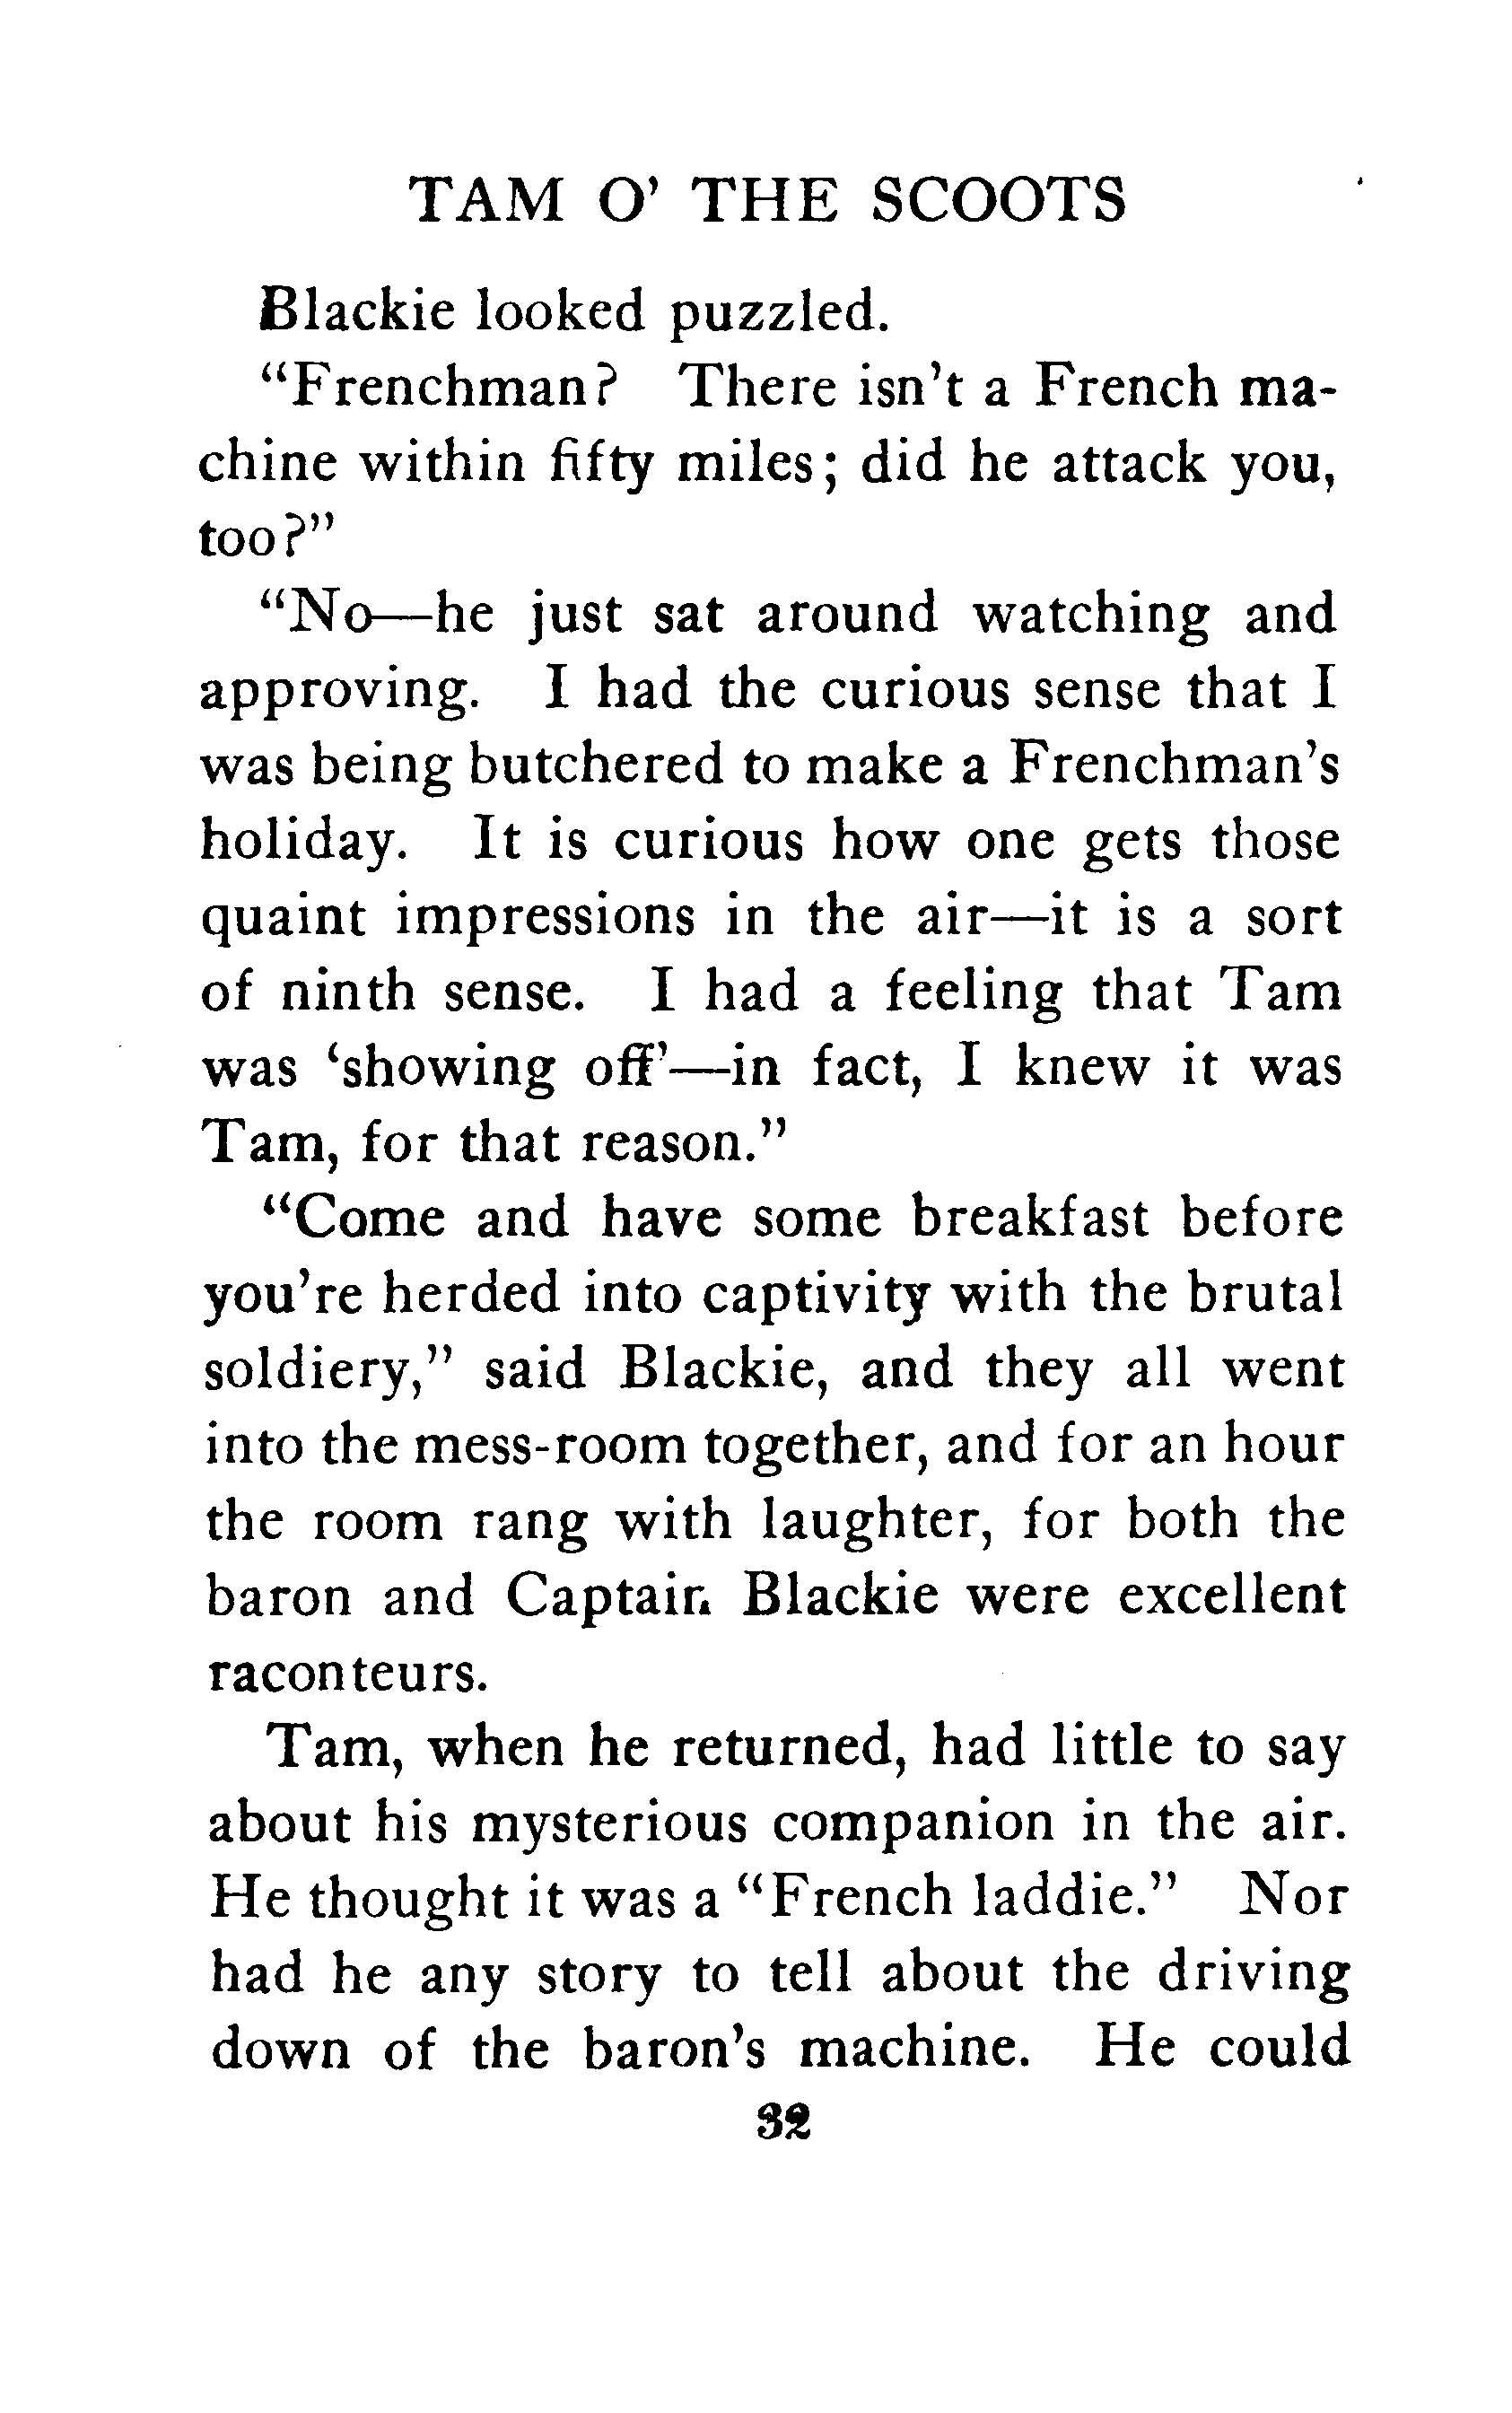 TAM O' THE SCOOTS
Blackie looked puzzled.
"Frenchman? There isn't a French ma-
chine within fifty miles; did he attack you,
too?"
"No—he just sat around watching and
approving. I had the curious sense that I
was being butchered to make a Frenchman's
holiday. It is curious how one gets those
quaint impressions in the air—it is a sort
of ninth sense. I had a feeling that Tam
was 'showing off'—in fact, I knew it was
Tam, for that reason."
"Come and have some breakfast before
you're herded into captivity with the brutal
soldiery," said Blackie, and they all went
into the mess-room together, and for an hour
the room rang with laughter, for both the
baron and Captain Blackie were excellent
raconteurs.
Tam, when he returned, had little to say
about his mysterious companion in the air.
He thought it was a "French laddie." Nor
had he any story to tell about the driving
down of the baron's machine. He could
32